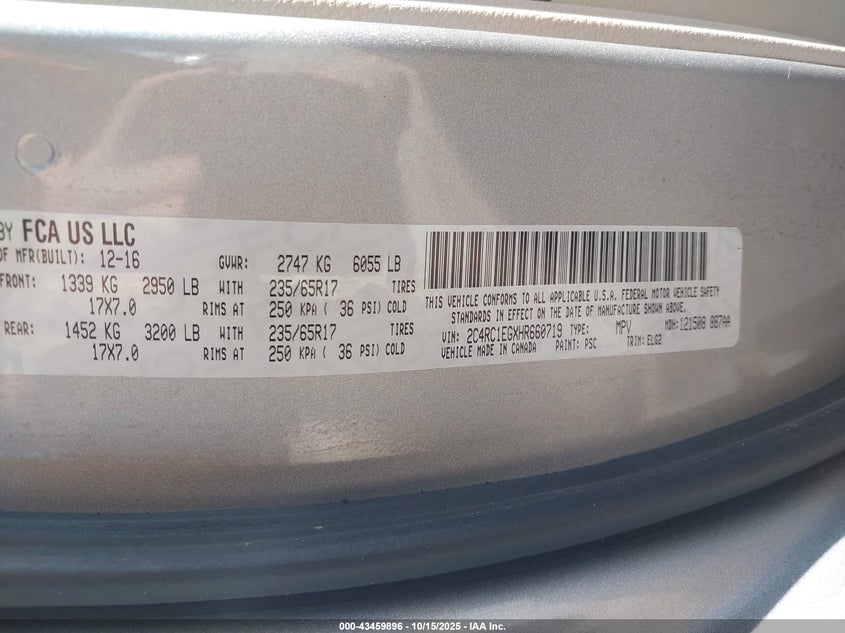 BY FCA US LLC
OF MFR(BUILT): 12-16 GVWR: 2747 KG 6055 LB
FRONT: 1339 KG 2950 LB WITH 235/65R17 TIRES
17X7.0 RIMS AT 250 KPA ( 36 PSI) COLD
REAR: 1452 KG 3200 LB WITH 235/65R17 TIRES
17X7.0 RIMS AT 250 KPA ( 36 PSI) COLD
THIS VEHICLE CONFORMS TO ALL APPLICABLE U.S.A. FEDERAL MOTOR VEHICLE SAFETY
STANDARDS IN EFFECT ON THE DATE OF MANUFACTURE SHOWN ABOVE.
VIN: 2C4RC1EGXHR660719 TYPE: MPV MDH: 121508 887AA
VEHICLE MADE IN CANADA PAINT: PSC TRIM: ELG2
000-43459896 - 10/15/2025 - IAA Inc.